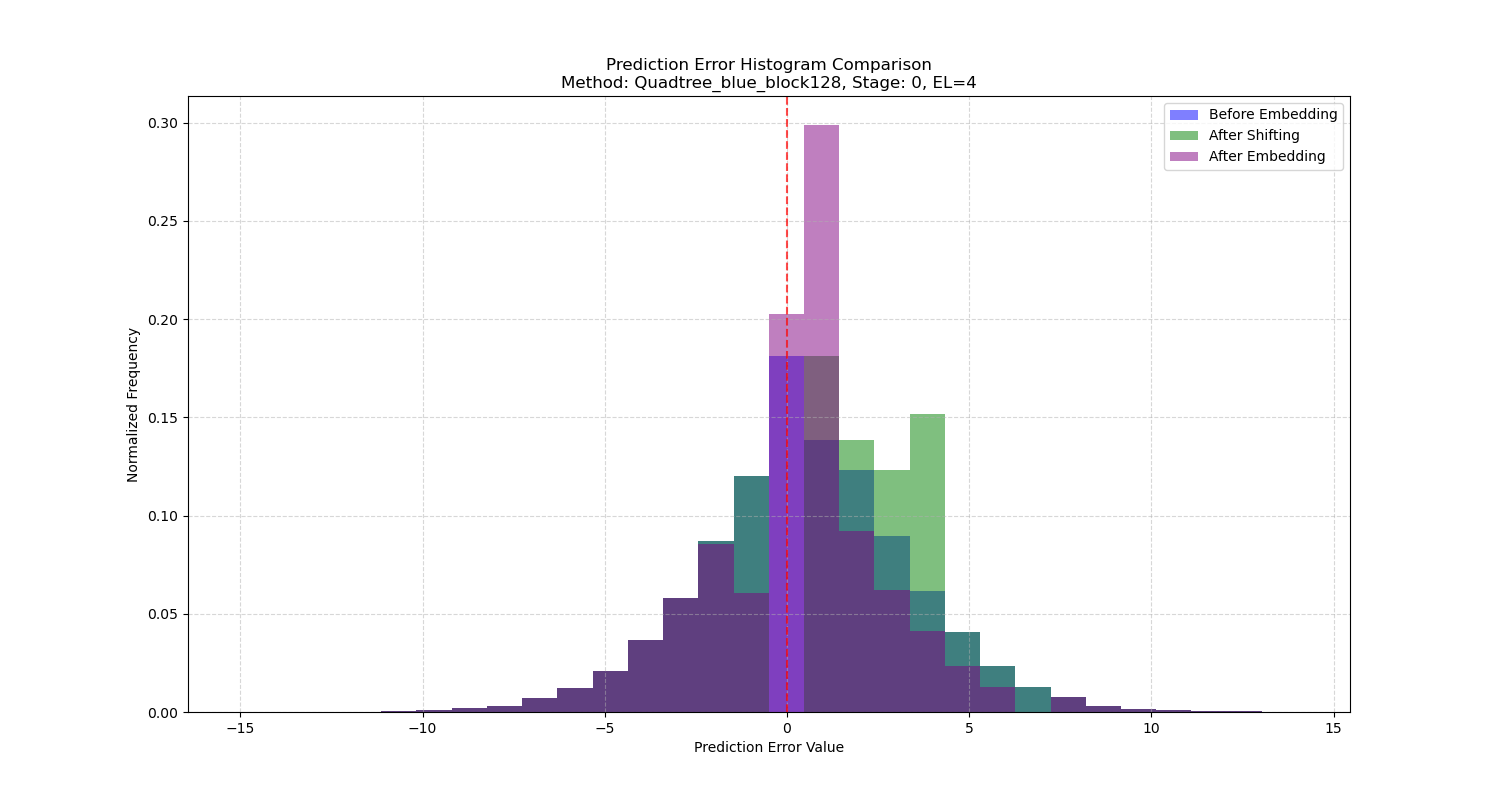 Prediction Error Histogram Comparison
Method: Quadtree_blue_block128, Stage: 0, EL=4
Before Embedding
After Shifting
After Embedding
Normalized Frequency
0.30
0.25
0.20
0.15
0.10
0.05
0.00
−15
−10
−5
0
5
10
15
Prediction Error Value